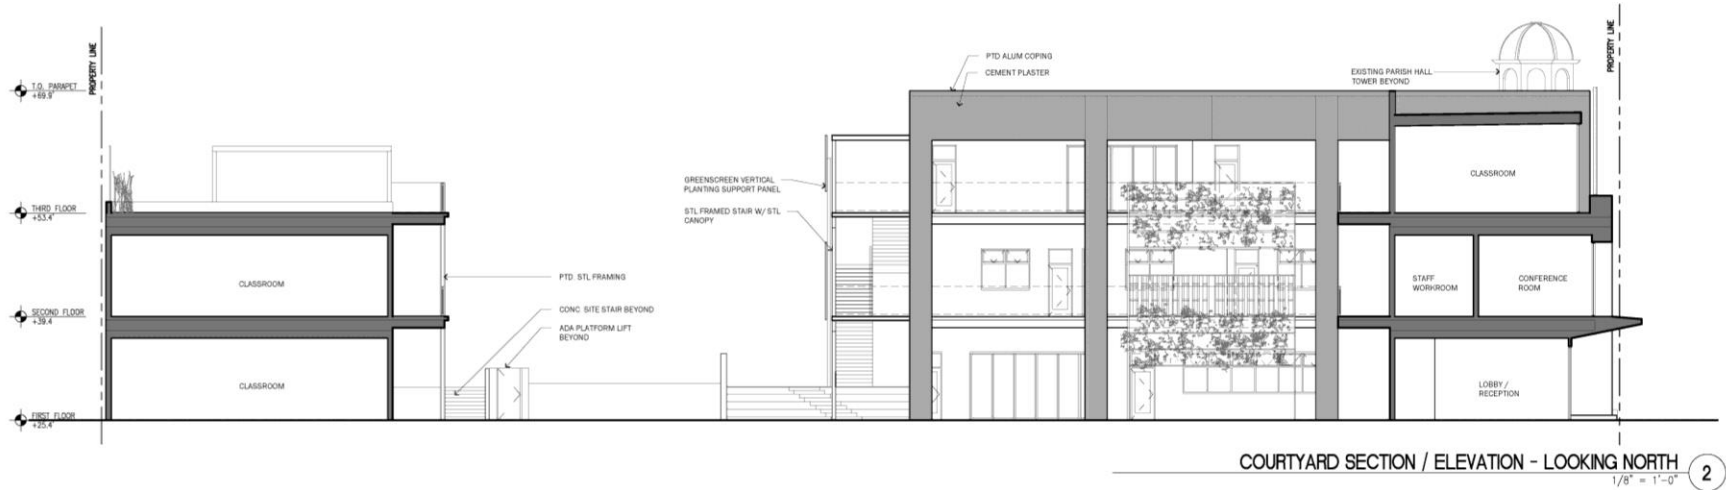 PROPERTY LINE
T.O. PARAPET
+69.9'
THIRD FLOOR
+53.4'
SECOND FLOOR
+39.4
FIRST FLOOR
+25.4'
CLASSROOM
CLASSROOM
PTD. STL FRAMING
CONC SITE STAIR BEYOND
ADA PLATFORM LIFT
BEYOND
GREENSCREEN VERTICAL
PLANTING SUPPORT PANEL
STL FRAMED STAIR W/ STL
CANOPY
PTD ALUM COPING
CEMENT PLASTER
EXISTING PARISH HALL
TOWER BEYOND
PROPERTY LINE
CLASSROOM
STAFF
WORKROOM
CONFERENCE
ROOM
LOBBY /
RECEPTION
COURTYARD SECTION / ELEVATION - LOOKING NORTH
1/8" = 1'-0"
2